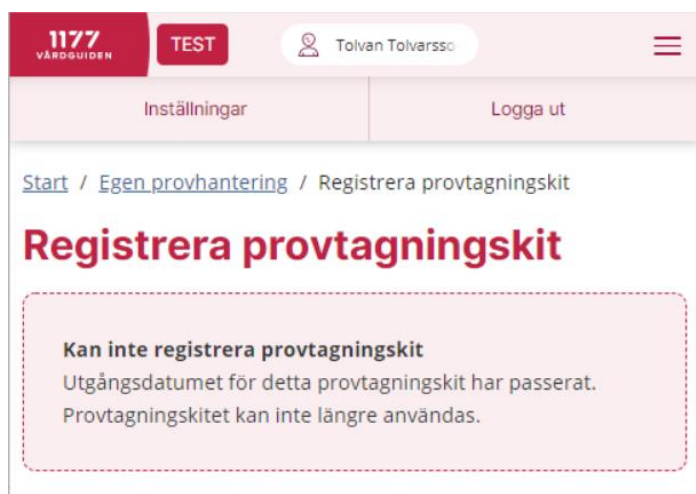 1177
VÅRDGUIDEN
TEST
Tolvan Tolvarsso
Inställningar
Logga ut
Start / Egen provhantering / Registrera provtagningskit
Registrera provtagningskit
Kan inte registrera provtagningskit
Utgångsdatumet för detta provtagningskit har passerat.
Provtagningskitet kan inte längre användas.